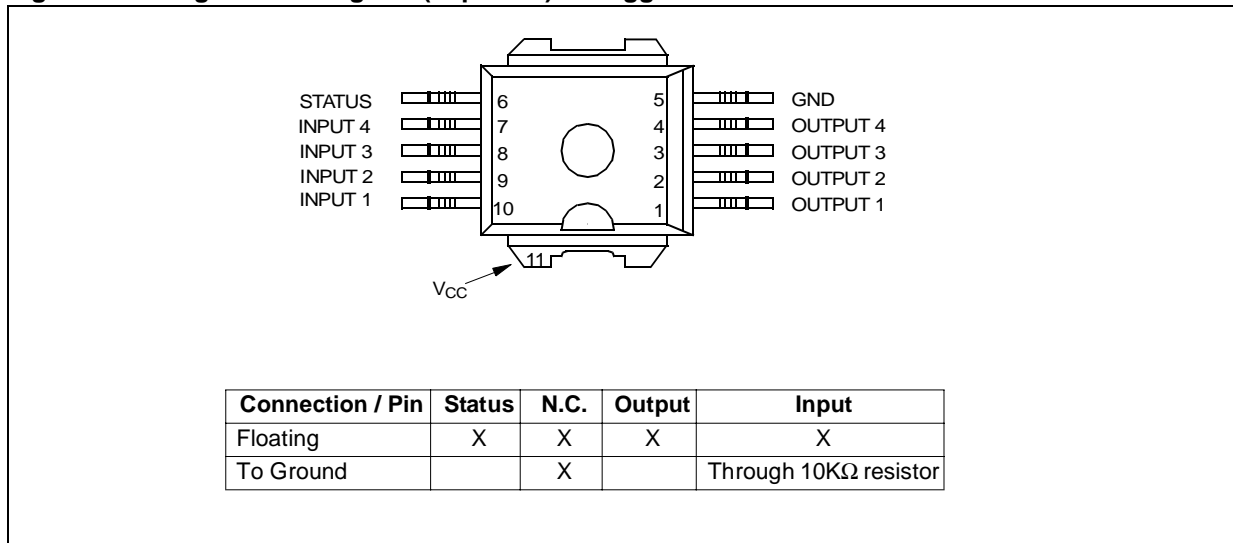 STATUS 6 5 GND
INPUT 4 7 4 OUTPUT 4
INPUT 3 8 3 OUTPUT 3
INPUT 2 9 2 OUTPUT 2
INPUT 1 10 1 OUTPUT 1
11
VCC
Connection / Pin Status N.C. Output Input
Floating X X X X
To Ground X Through 10KΩ resistor